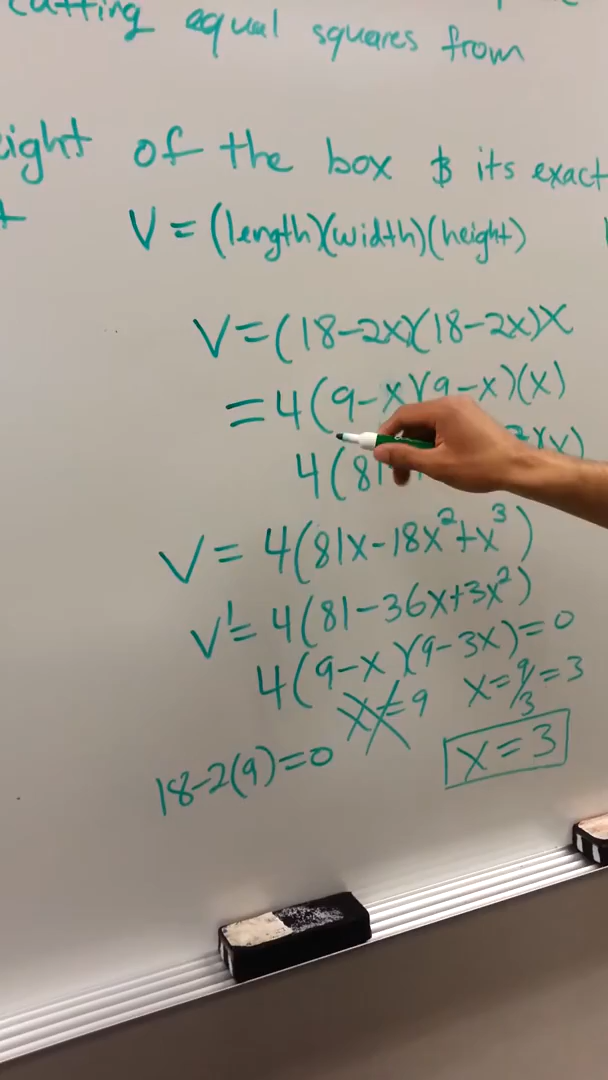 cutting equal squares from
of the box & its exact
V = (length)(width)(height)
V=(18-2x)(18-2x)x
=4(9-x)(9-x)(x)
4(81
V = 4(81x-18x²+x³)
V'= 4(81-36x+3x²)
4(9-x)(9-3x)=0
x=9 x=9/3=3
18-2(9)=0 x=3